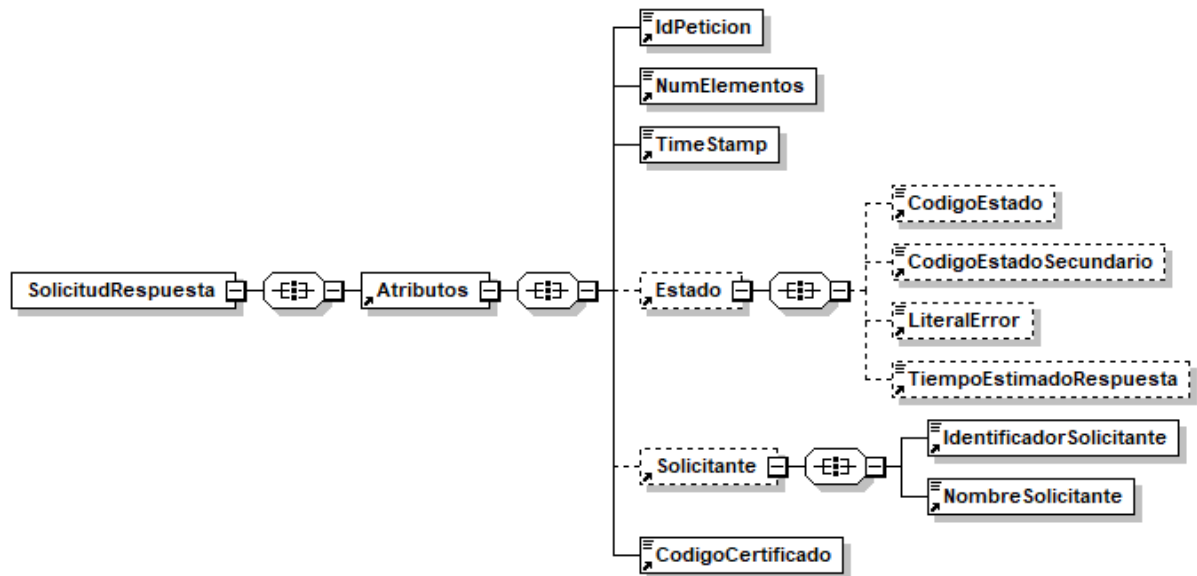 IdPeticion
NumElementos
TimeStamp
CodigoEstado
CodigoEstadoSecundario
SolicitudRespuesta
Atributos
Estado
LiteralError
TiempoEstimadoRespuesta
IdentificadorSolicitante
Solicitante
NombreSolicitante
CodigoCertificado